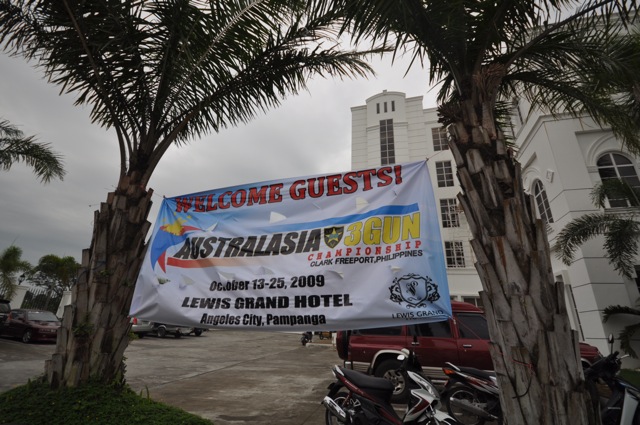 WELCOME GUESTS!
AUSTRALASIA 3GUN
CHAMPIONSHIP
CLARK FREEPORT, PHILIPPINES
October 13-25, 2009
LEWIS GRAND HOTEL
Angeles City, Pampanga
LEWIS GRAND